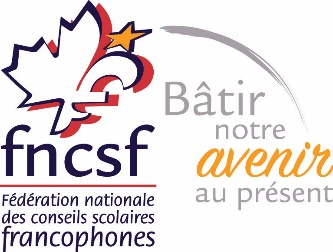 fncsf
Fédération nationale
des conseils scolaires
francophones
Bâtir
notre
avenir
au présent